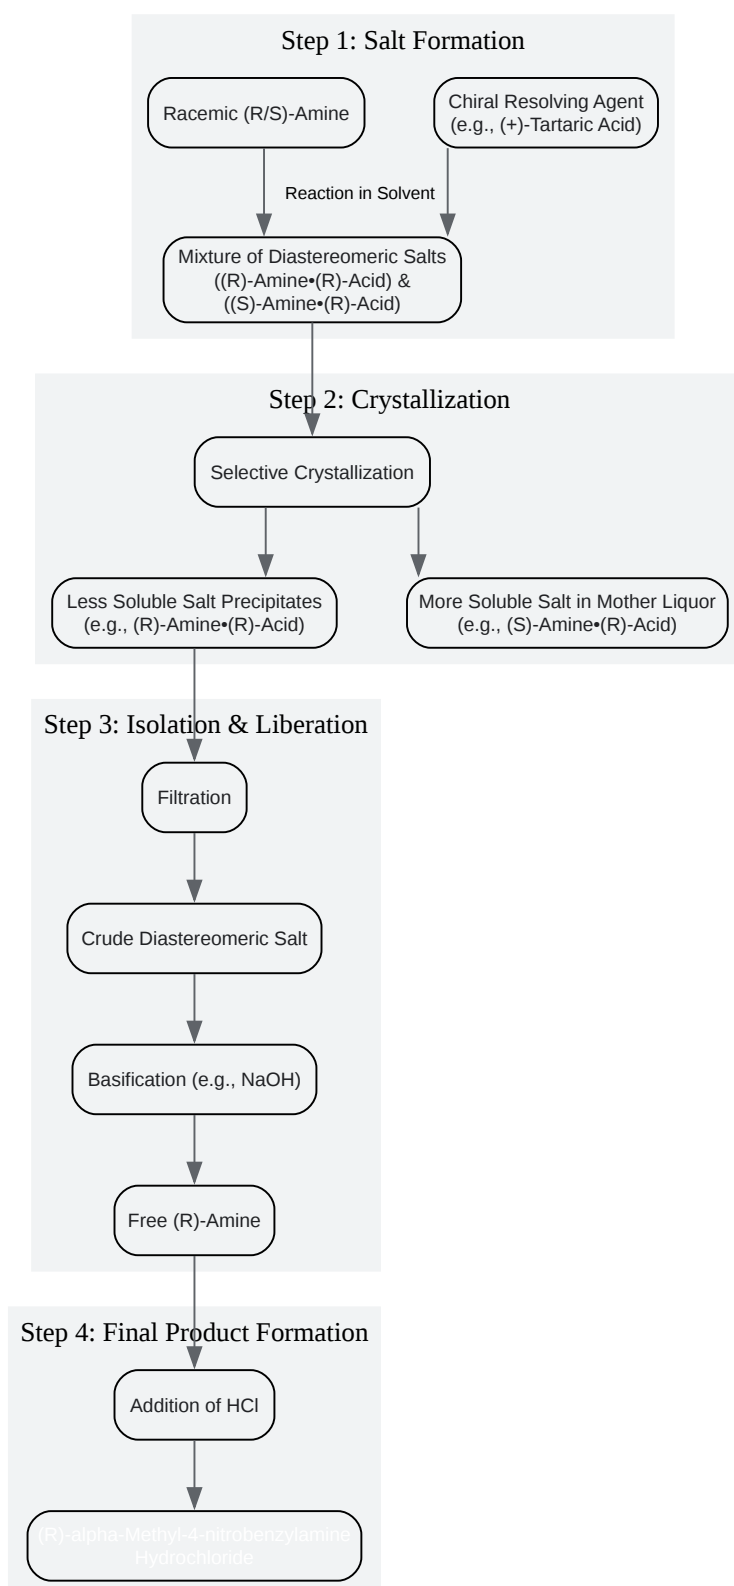 Step 1: Salt Formation
Racemic (R/S)-Amine
Chiral Resolving Agent
(e.g., (+)-Tartaric Acid)
Reaction in Solvent
Mixture of Diastereomeric Salts
((R)-Amine•(R)-Acid) &
((S)-Amine•(R)-Acid)
Step 2: Crystallization
Selective Crystallization
Less Soluble Salt Precipitates
(e.g., (R)-Amine•(R)-Acid)
More Soluble Salt in Mother Liquor
(e.g., (S)-Amine•(R)-Acid)
Step 3: Isolation & Liberation
Filtration
Crude Diastereomeric Salt
Basification (e.g., NaOH)
Free (R)-Amine
Step 4: Final Product Formation
Addition of HCl
(R)-alpha-Methyl-4-nitrobenzylamine
Hydrochloride